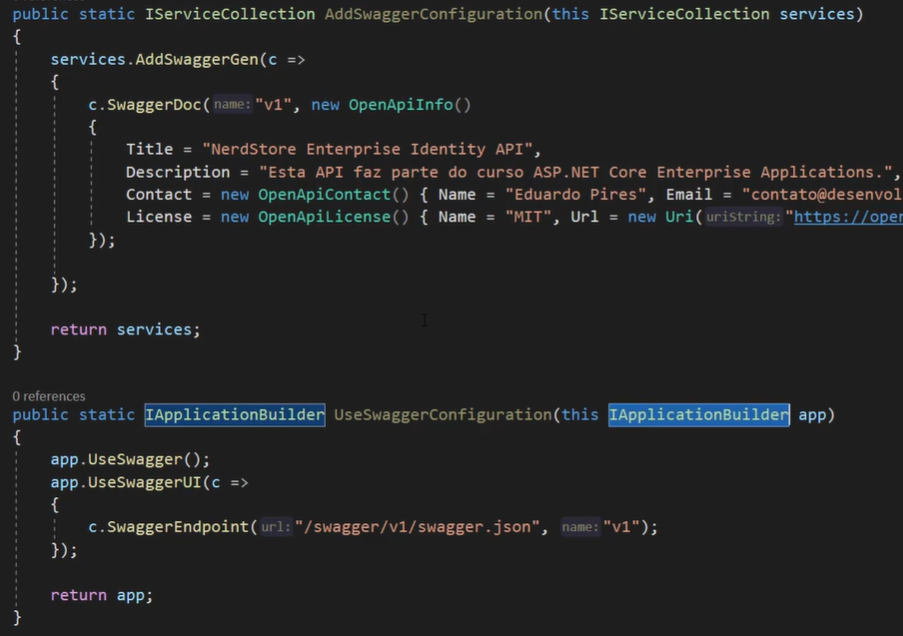 public static IServiceCollection AddSwaggerConfiguration(this IServiceCollection services)
{
services.AddSwaggerGen(c =>
{
c.SwaggerDoc(name:"v1", new OpenApiInfo()
{
Title = "NerdStore Enterprise Identity API",
Description = "Esta API faz parte do curso ASP.NET Core Enterprise Applications.",
Contact = new OpenApiContact() { Name = "Eduardo Pires", Email = "contato@desenvol
License = new OpenApiLicense() { Name = "MIT", Url = new Uri(uriString:"https://open
});
});
return services;
}
0 references
public static IApplicationBuilder UseSwaggerConfiguration(this IApplicationBuilder app)
{
app.UseSwagger();
app.UseSwaggerUI(c =>
{
c.SwaggerEndpoint(url:"/swagger/v1/swagger.json", name:"v1");
});
return app;
}